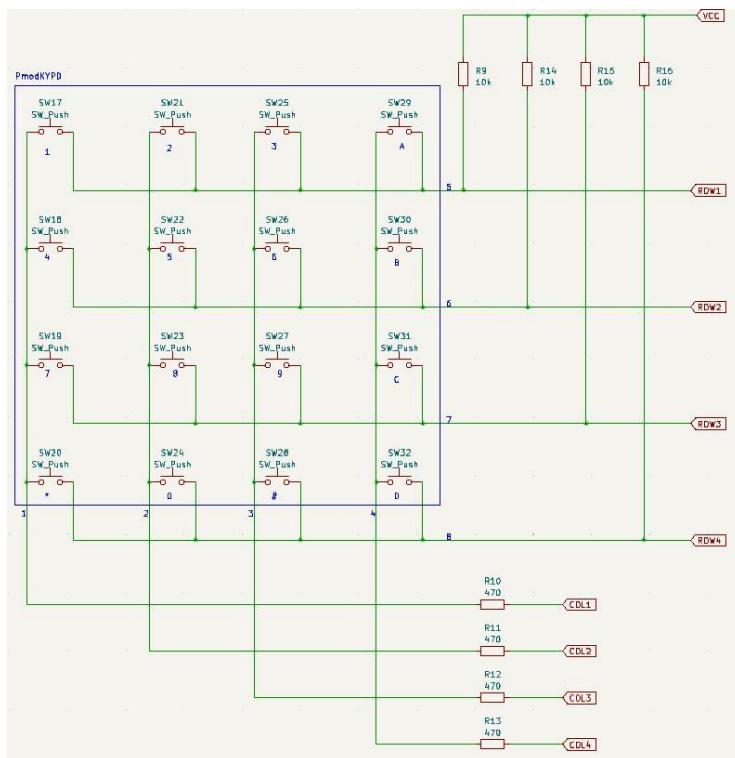 VCC
R9
10k
R14
10k
R15
10k
R16
10k
PmodKYPD
SW17
SW_Push
1
SW21
SW_Push
2
SW25
SW_Push
3
SW29
SW_Push
A
5
ROW1
SW18
SW_Push
4
SW22
SW_Push
5
SW26
SW_Push
6
SW30
SW_Push
B
6
ROW2
SW19
SW_Push
7
SW23
SW_Push
8
SW27
SW_Push
9
SW31
SW_Push
C
7
ROW3
SW20
SW_Push
*
SW24
SW_Push
0
SW28
SW_Push
#
SW32
SW_Push
D
1
2
3
4
8
ROW4
R10
470
COL1
R11
470
COL2
R12
470
COL3
R13
470
COL4